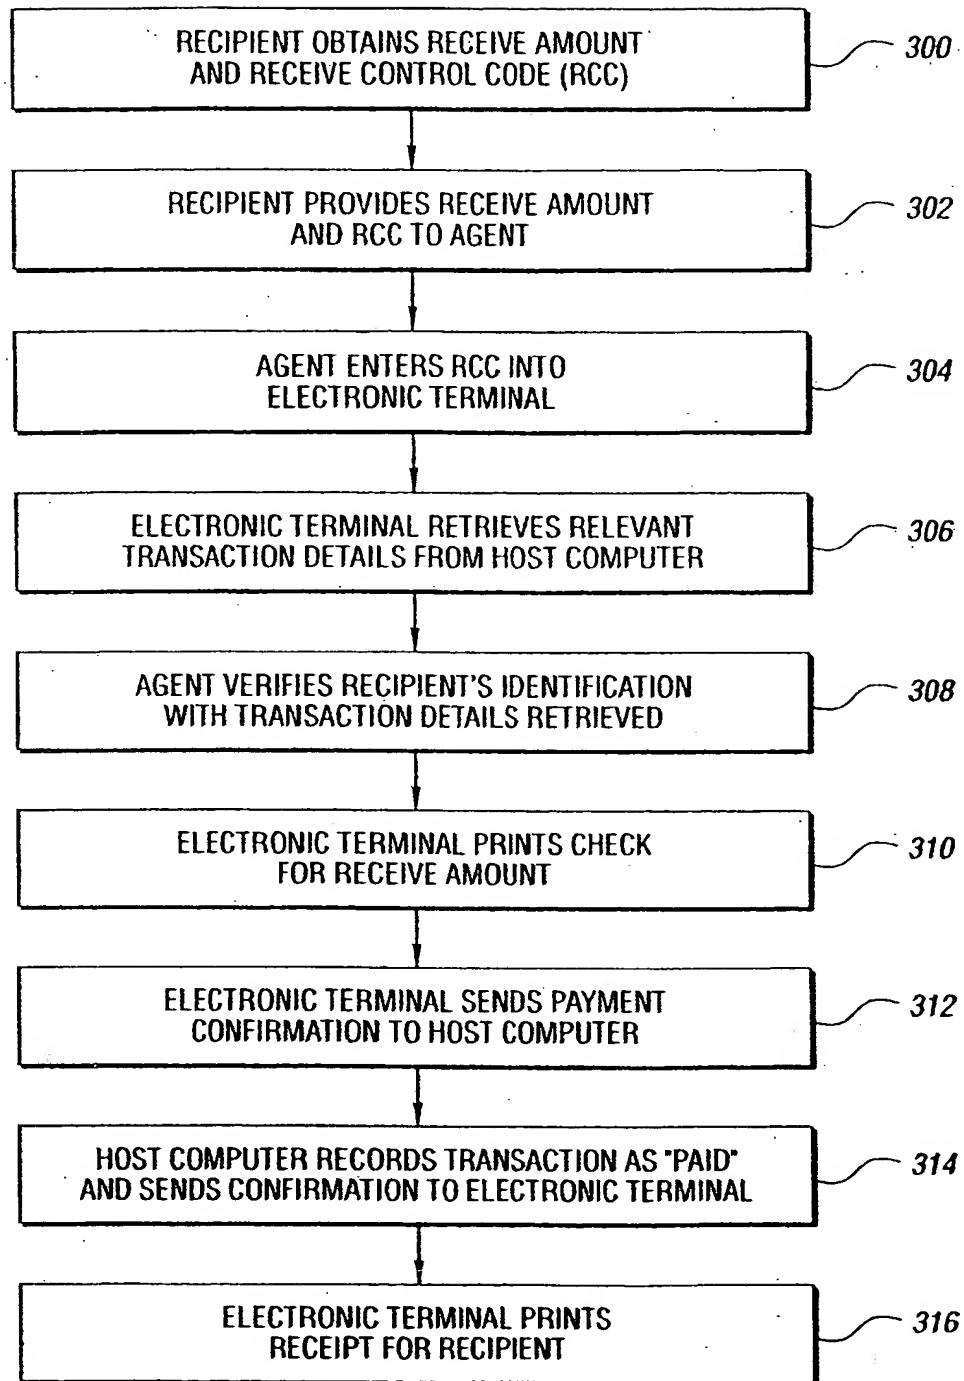 RECIPIENT OBTAINS RECEIVE AMOUNT
AND RECEIVE CONTROL CODE (RCC)
300
RECIPIENT PROVIDES RECEIVE AMOUNT
AND RCC TO AGENT
302
AGENT ENTERS RCC INTO
ELECTRONIC TERMINAL
304
ELECTRONIC TERMINAL RETRIEVES RELEVANT
TRANSACTION DETAILS FROM HOST COMPUTER
306
AGENT VERIFIES RECIPIENT'S IDENTIFICATION
WITH TRANSACTION DETAILS RETRIEVED
308
ELECTRONIC TERMINAL PRINTS CHECK
FOR RECEIVE AMOUNT
310
ELECTRONIC TERMINAL SENDS PAYMENT
CONFIRMATION TO HOST COMPUTER
312
HOST COMPUTER RECORDS TRANSACTION AS "PAID"
AND SENDS CONFIRMATION TO ELECTRONIC TERMINAL
314
ELECTRONIC TERMINAL PRINTS
RECEIPT FOR RECIPIENT
316